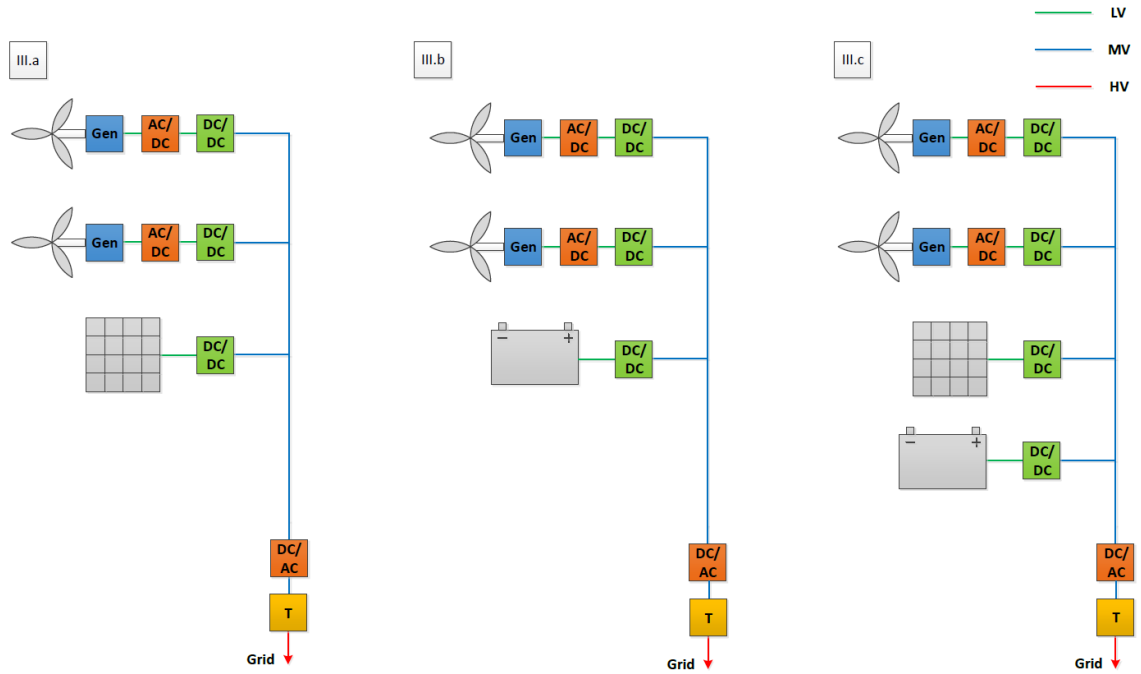 LV
MV
HV
III.a
Gen
AC/
DC
DC/
DC
Gen
AC/
DC
DC/
DC
DC/
DC
DC/
AC
T
Grid
III.b
Gen
AC/
DC
DC/
DC
Gen
AC/
DC
DC/
DC
− +
DC/
DC
DC/
AC
T
Grid
III.c
Gen
AC/
DC
DC/
DC
Gen
AC/
DC
DC/
DC
DC/
DC
− +
DC/
DC
DC/
AC
T
Grid